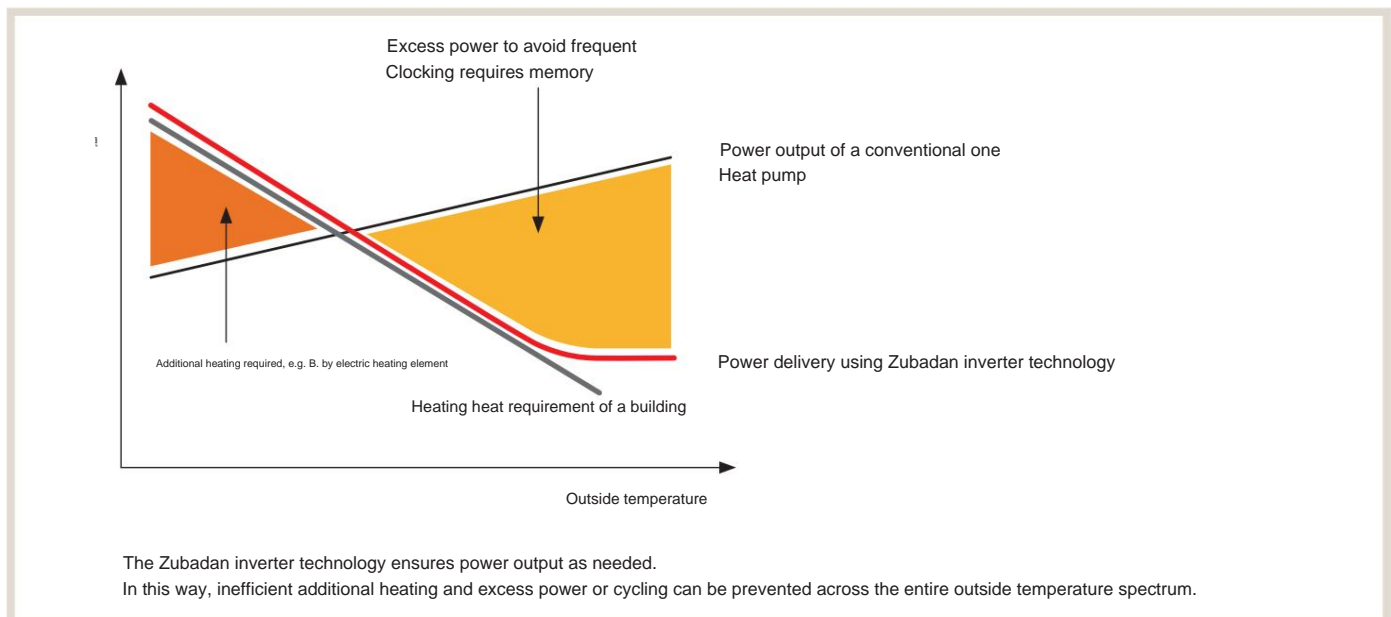 Excess power to avoid frequent
Clocking requires memory
Power output of a conventional one
Heat pump
Additional heating required, e.g. B. by electric heating element
Power delivery using Zubadan inverter technology
Heating heat requirement of a building
Outside temperature
The Zubadan inverter technology ensures power output as needed.
In this way, inefficient additional heating and excess power or cycling can be prevented across the entire outside temperature spectrum.